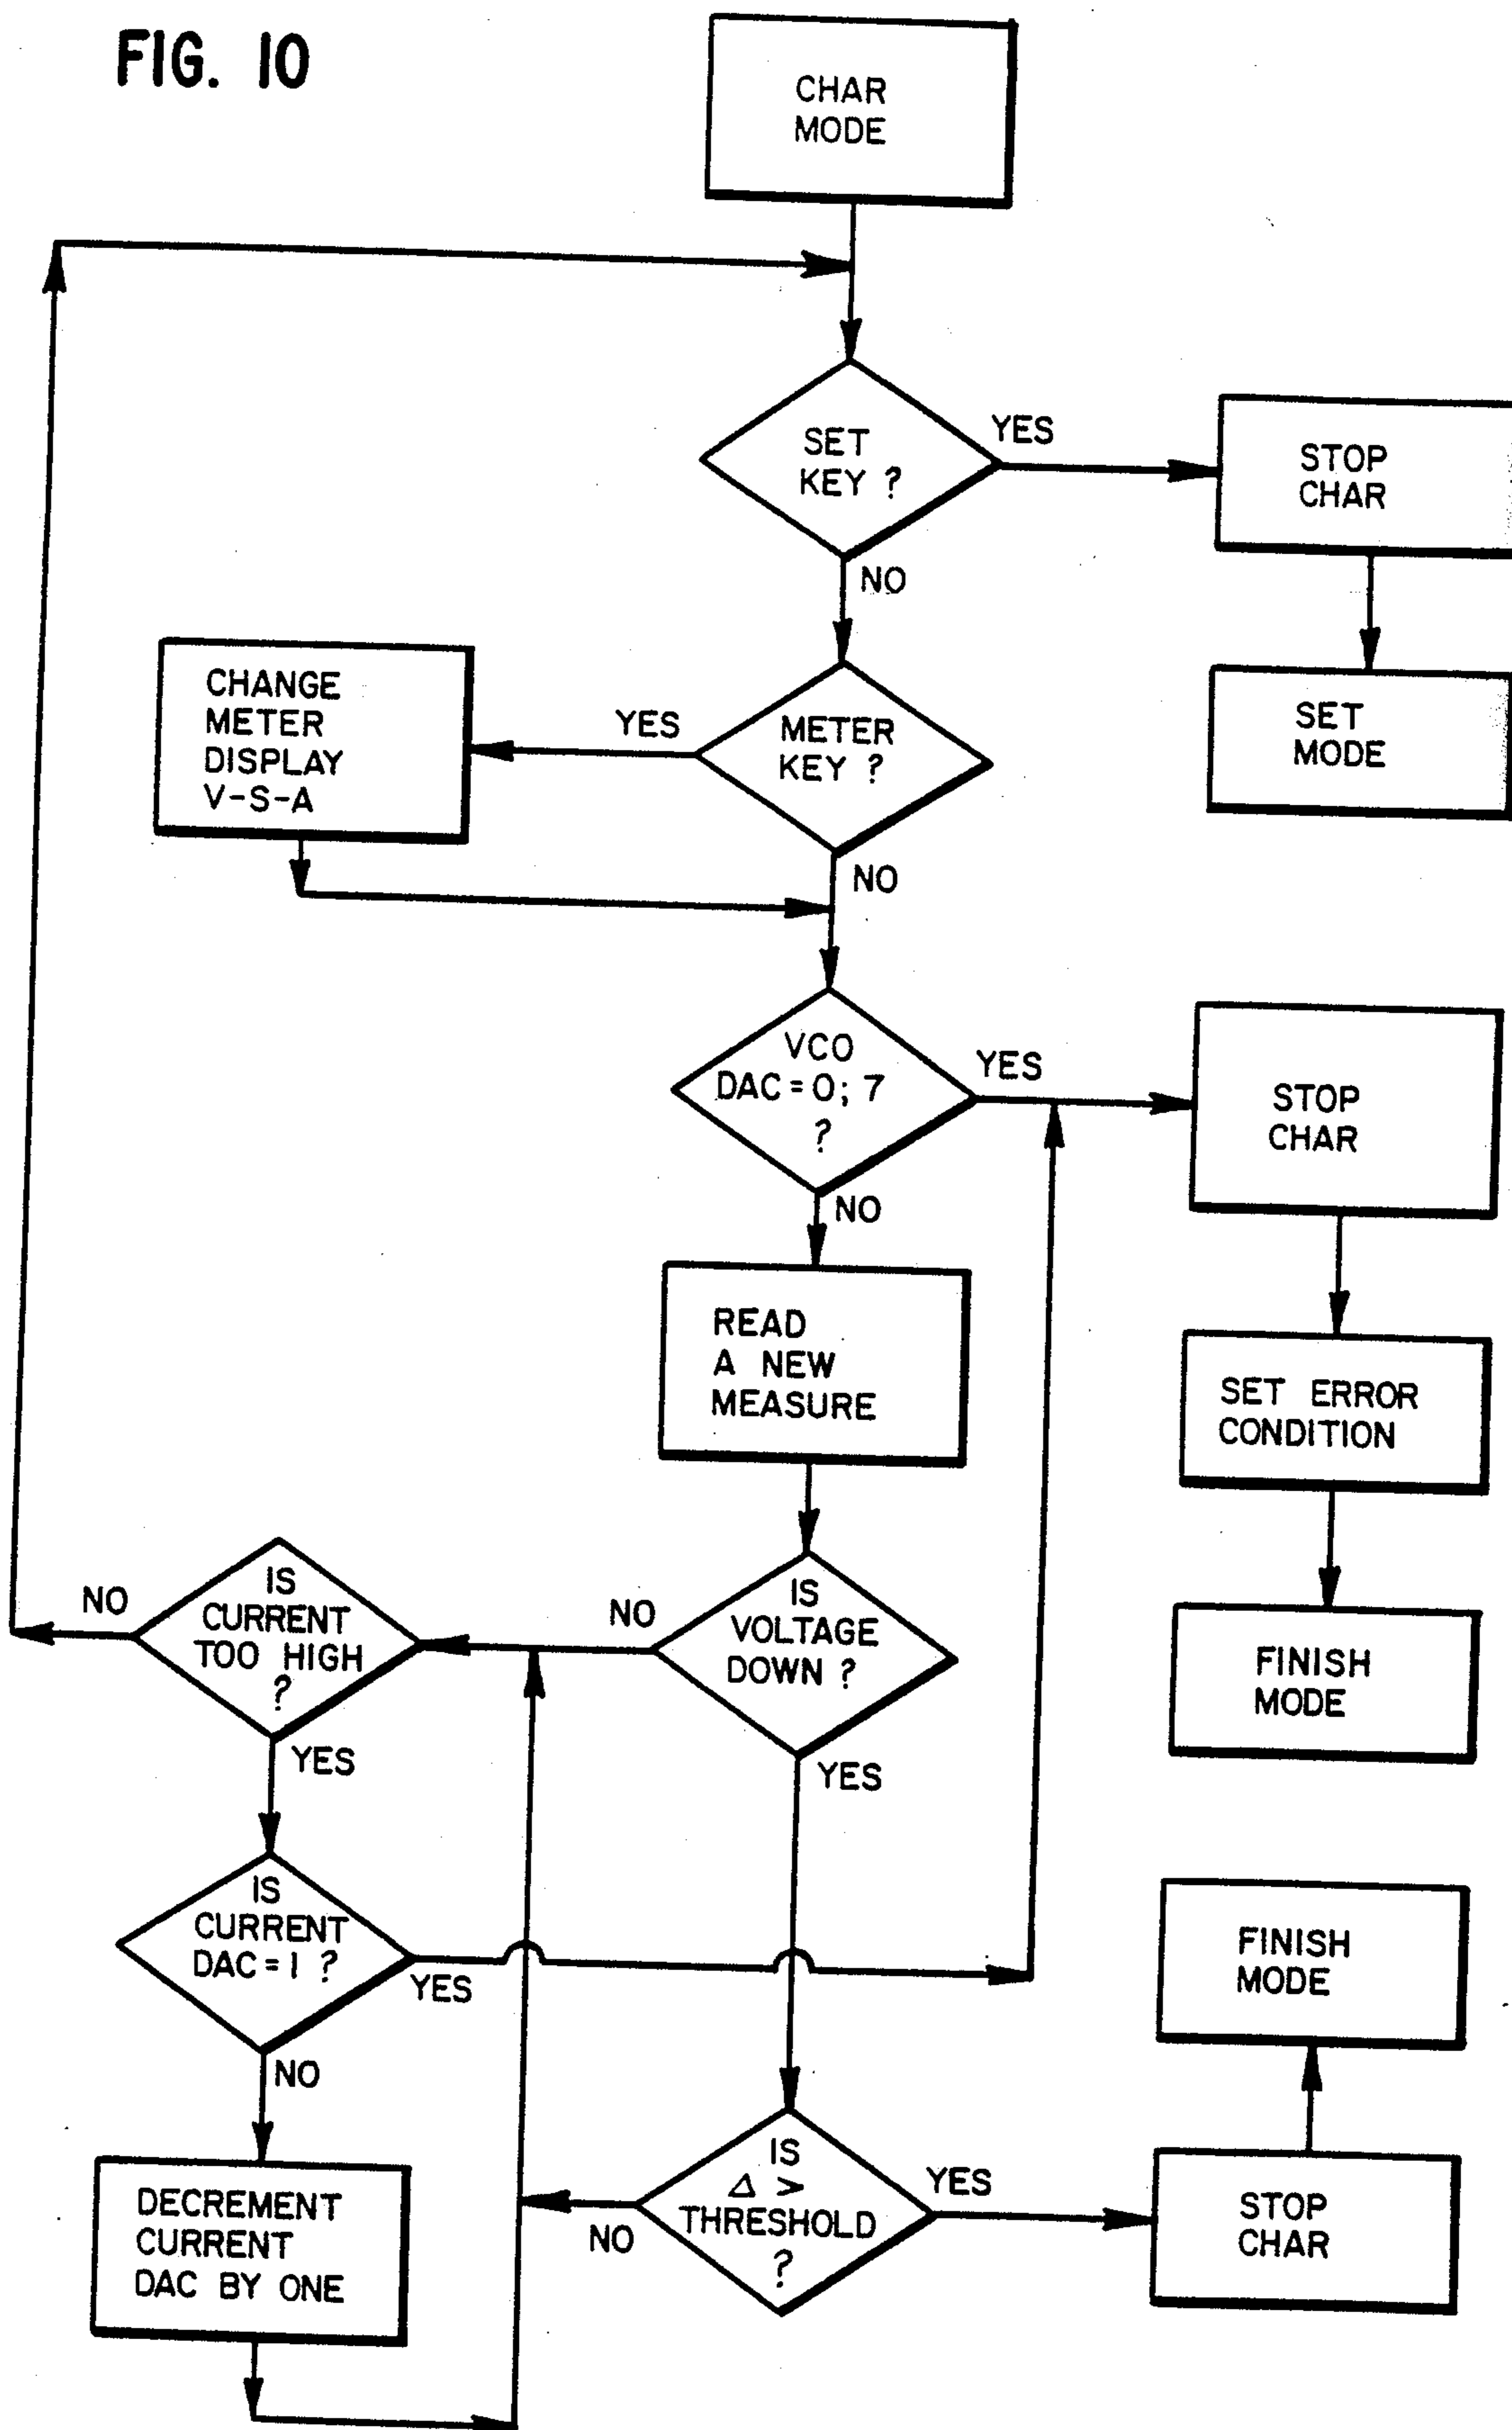 FIG. 10
CHAR
MODE
SET
KEY ?
YES
STOP
CHAR
NO
SET
MODE
CHANGE
METER
DISPLAY
V-S-A
YES
METER
KEY ?
NO
VCO
DAC = 0; 7
?
YES
STOP
CHAR
NO
READ
A NEW
MEASURE
SET ERROR
CONDITION
NO
IS
CURRENT
TOO HIGH
?
NO
IS
VOLTAGE
DOWN ?
FINISH
MODE
YES
YES
IS
CURRENT
DAC = 1 ?
YES
FINISH
MODE
NO
DECREMENT
CURRENT
DAC BY ONE
NO
IS
Δ >
THRESHOLD
?
YES
STOP
CHAR